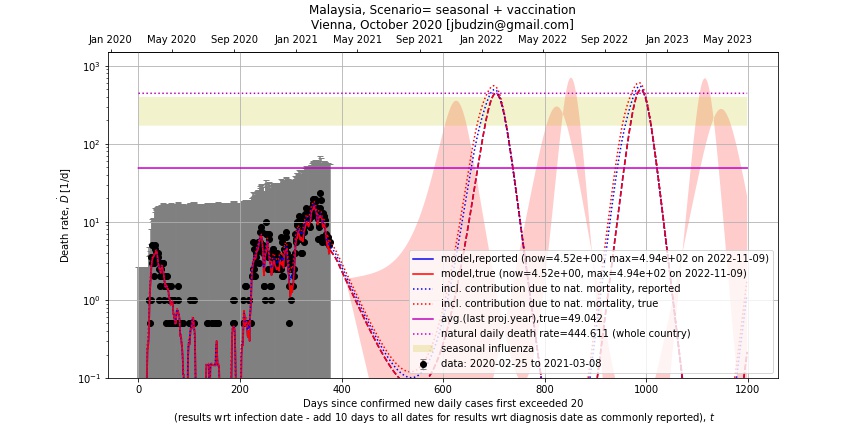 Malaysia, Scenario= seasonal + vaccination
Vienna, October 2020 [jbudzin@gmail.com]
Jan 2020 May 2020 Sep 2020 Jan 2021 May 2021 Sep 2021 Jan 2022 May 2022 Sep 2022 Jan 2023 May 2023
10³
10²
10¹
10⁰
10⁻¹
Death rate, D [1/d]
model,reported (now=4.52e+00, max=4.94e+02 on 2022-11-09)
model,true (now=4.52e+00, max=4.94e+02 on 2022-11-09)
incl. contribution due to nat. mortality, reported
incl. contribution due to nat. mortality, true
avg.(last proj.year),true=49.042
natural daily death rate=444.611 (whole country)
seasonal influenza
data: 2020-02-25 to 2021-03-08
0 200 400 600 800 1000 1200
Days since confirmed new daily cases first exceeded 20
(results wrt infection date - add 10 days to all dates for results wrt diagnosis date as commonly reported), t